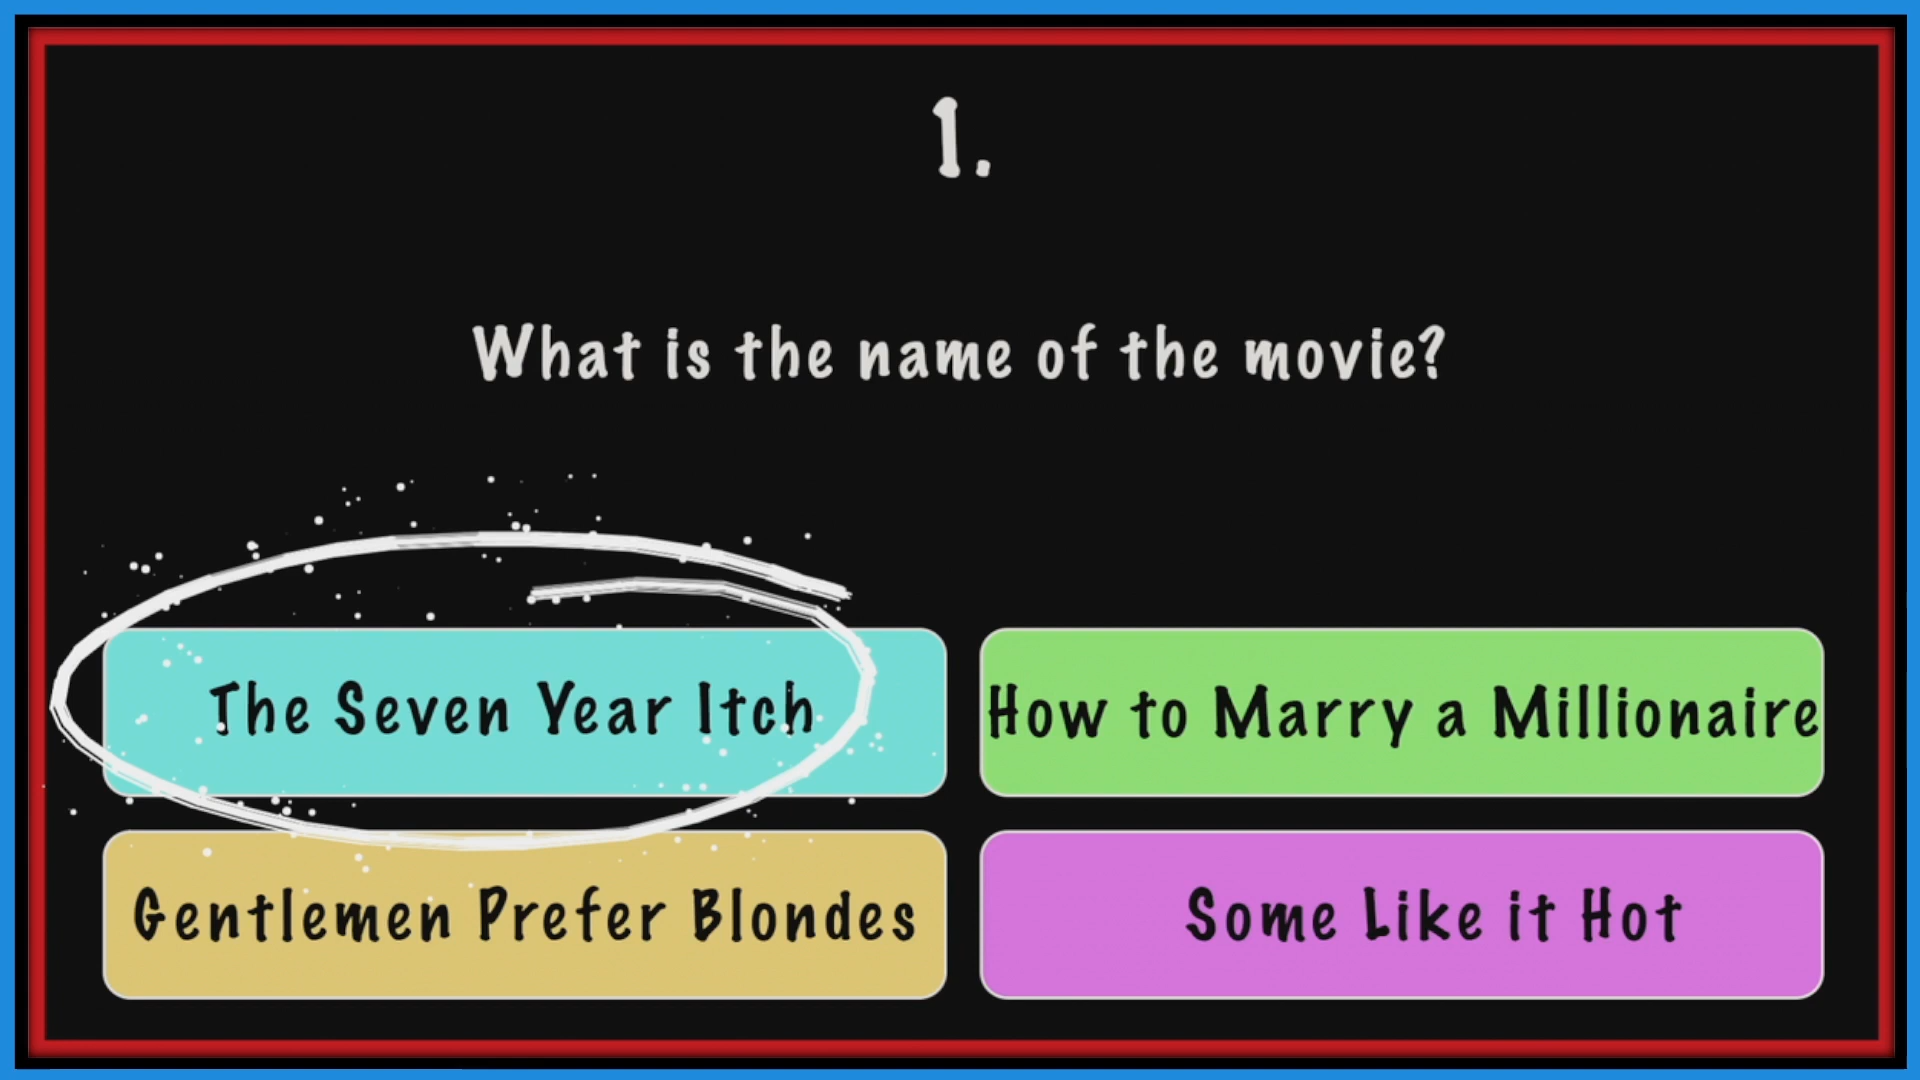 1.
What is the name of the movie?
The Seven Year Itch
How to Marry a Millionaire
Gentlemen Prefer Blondes
Some Like it Hot